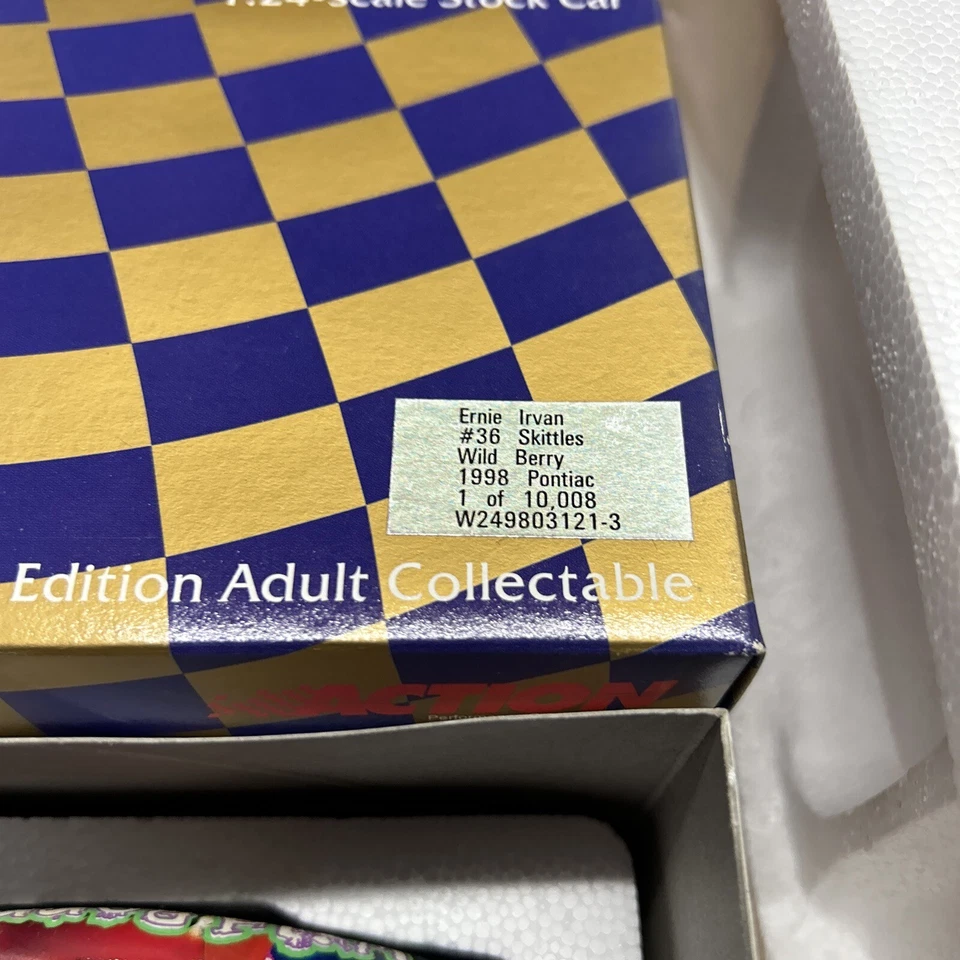 1:24-scale Stock Car
Ernie Irvan
#36 Skittles
Wild Berry
1998 Pontiac
1 of 10,008
W249803121-3
Edition Adult Collectable
ACTION